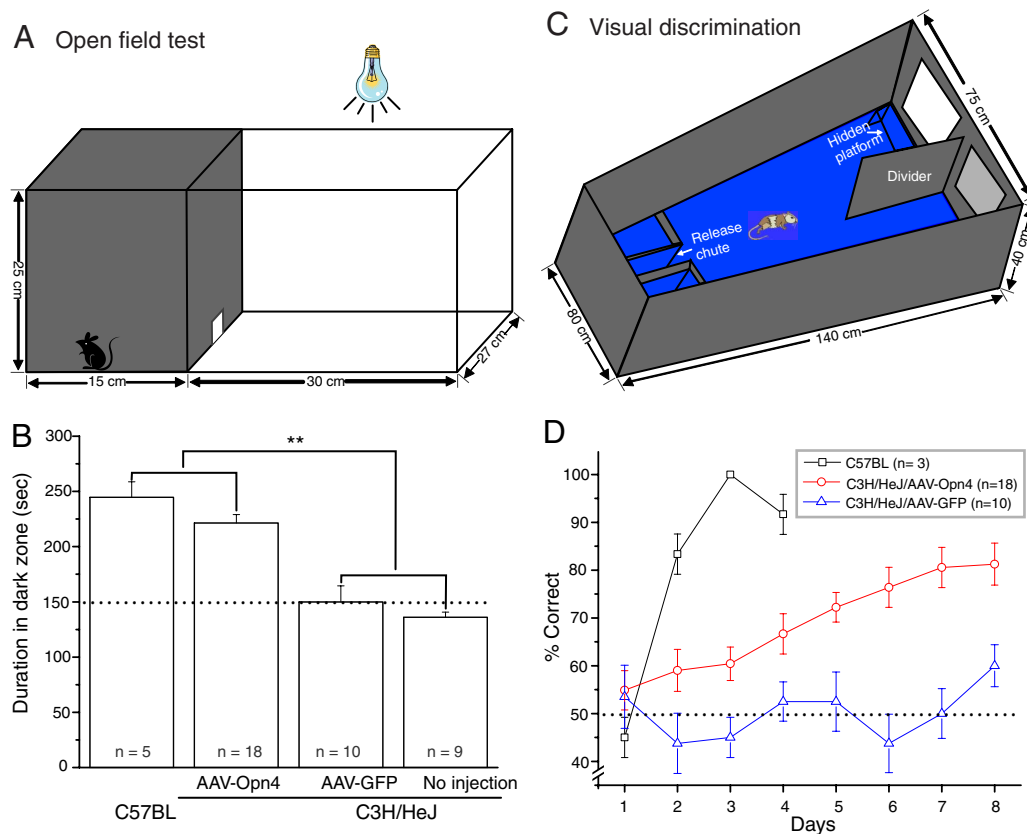 A Open field test
25 cm
15 cm
30 cm
27 cm
B
Duration in dark zone (sec)
300
250
200
150
100
50
0
**
n = 5
n = 18
n = 10
n = 9
AAV-Opn4
AAV-GFP
No injection
C57BL
C3H/HeJ
C Visual discrimination
Hidden
platform
Divider
Release
chute
75 cm
40 cm
80 cm
140 cm
D
C57BL (n= 3)
C3H/HeJ/AAV-Opn4 (n=18)
C3H/HeJ/AAV-GFP (n=10)
% Correct
100
90
80
70
60
50
40
1 2 3 4 5 6 7 8
Days